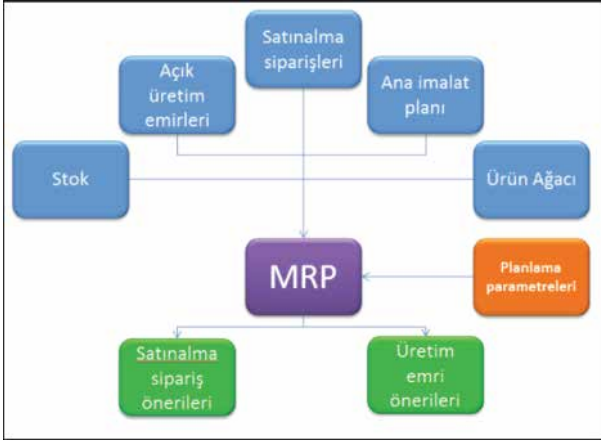 Satınalma
siparişleri
Açık
üretim
emirleri
Ana imalat
planı
Stok
Ürün Ağacı
MRP
Planlama
parametreleri
Satınalma
sipariş
önerileri
Üretim
emri
önerileri